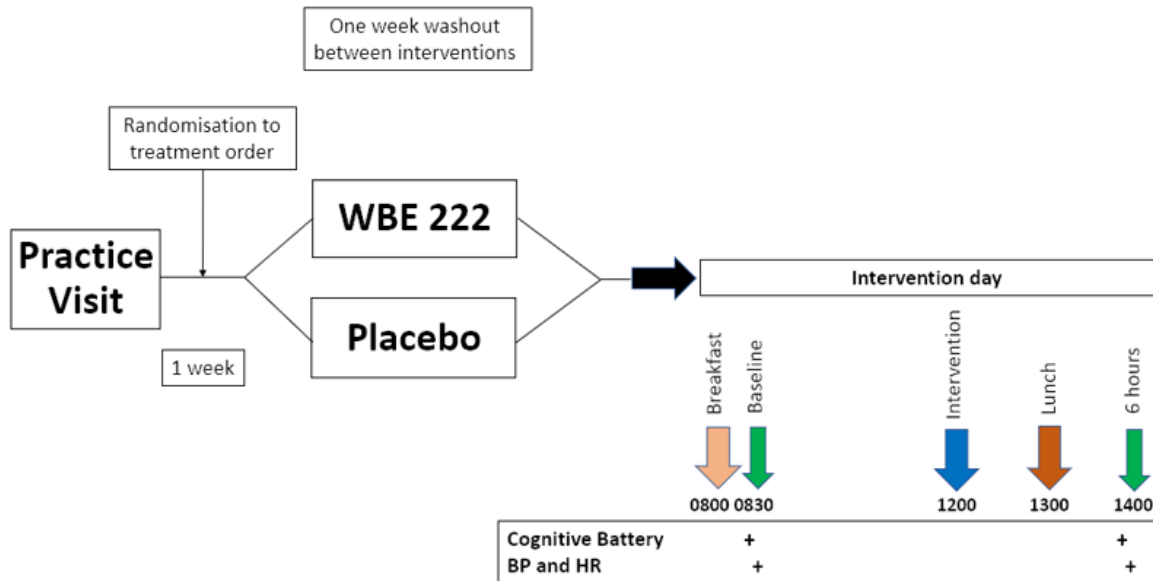 One week washout
between interventions
Randomisation to
treatment order
WBE 222
Practice
Visit
Placebo
1 week
Intervention day
Breakfast
Baseline
Intervention
Lunch
6 hours
0800 0830 1200 1300 1400
Cognitive Battery + +
BP and HR + +